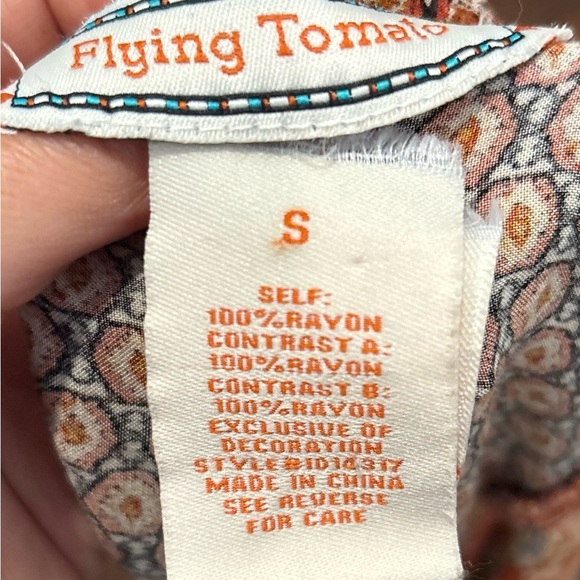 Flying Tomato
S
SELF:
100%RAYON
CONTRAST A:
100%RAYON
CONTRAST B:
100%RAYON
EXCLUSIVE OF
DECORATION
STYLE#ID14317
MADE IN CHINA
SEE REVERSE
FOR CARE